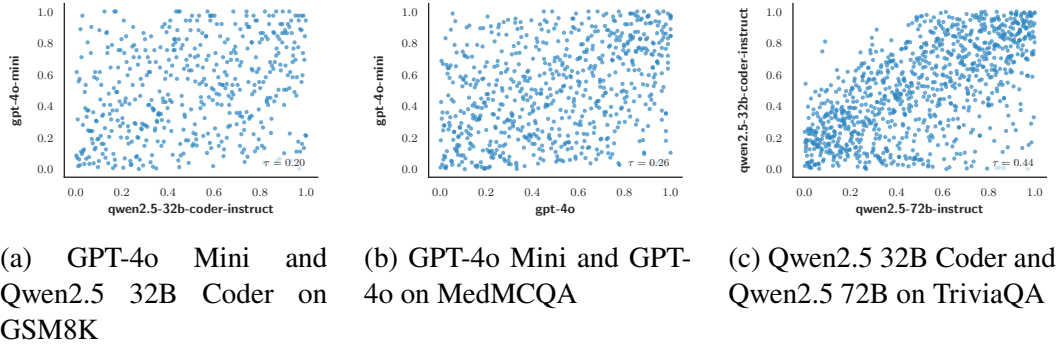 gpt-4o-mini
1.0
0.8
0.6
0.4
0.2
0.0
τ = 0.20
0.0 0.2 0.4 0.6 0.8 1.0
qwen2.5-32b-coder-instruct
gpt-4o-mini
1.0
0.8
0.6
0.4
0.2
0.0
τ = 0.26
0.0 0.2 0.4 0.6 0.8 1.0
gpt-4o
qwen2.5-32b-coder-instruct
1.0
0.8
0.6
0.4
0.2
0.0
τ = 0.44
0.0 0.2 0.4 0.6 0.8 1.0
qwen2.5-72b-instruct
(a) GPT-4o Mini and
Qwen2.5 32B Coder on
GSM8K
(b) GPT-4o Mini and GPT-
4o on MedMCQA
(c) Qwen2.5 32B Coder and
Qwen2.5 72B on TriviaQA